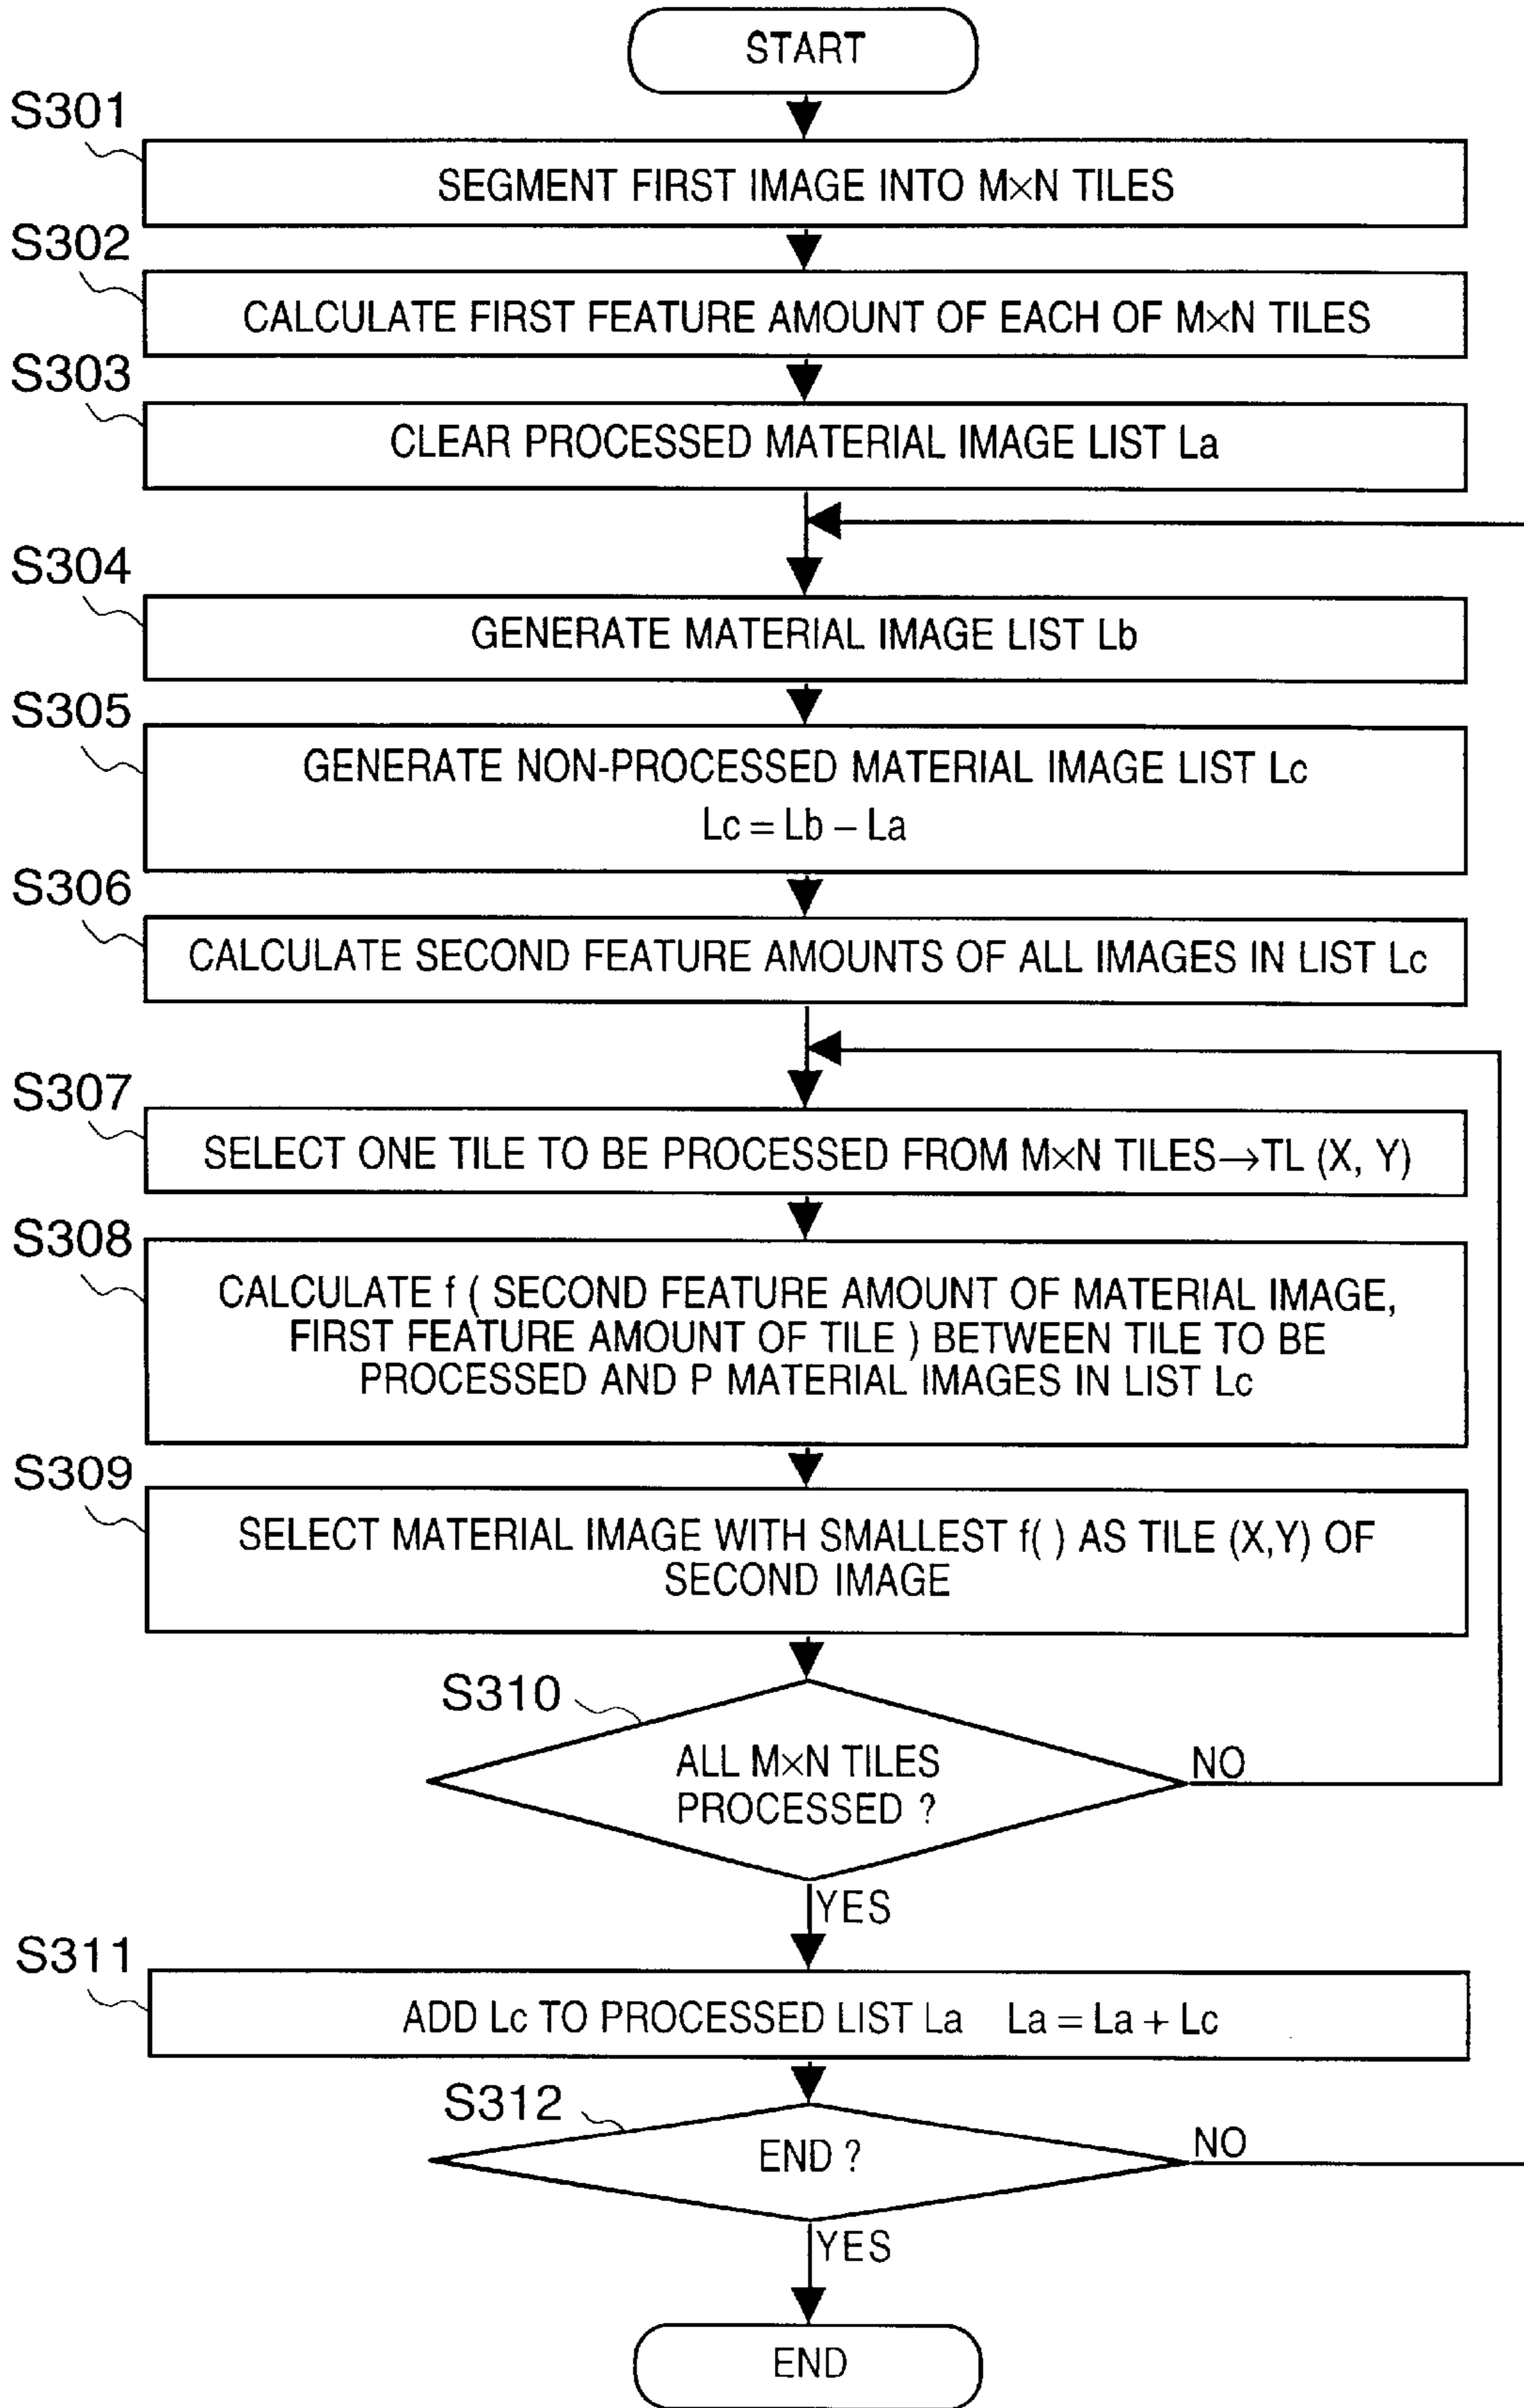 START
S301
SEGMENT FIRST IMAGE INTO M×N TILES
S302
CALCULATE FIRST FEATURE AMOUNT OF EACH OF M×N TILES
S303
CLEAR PROCESSED MATERIAL IMAGE LIST La
S304
GENERATE MATERIAL IMAGE LIST Lb
S305
GENERATE NON-PROCESSED MATERIAL IMAGE LIST Lc
Lc = Lb – La
S306
CALCULATE SECOND FEATURE AMOUNTS OF ALL IMAGES IN LIST Lc
S307
SELECT ONE TILE TO BE PROCESSED FROM M×N TILES→TL (X, Y)
S308
CALCULATE f ( SECOND FEATURE AMOUNT OF MATERIAL IMAGE,
FIRST FEATURE AMOUNT OF TILE ) BETWEEN TILE TO BE
PROCESSED AND P MATERIAL IMAGES IN LIST Lc
S309
SELECT MATERIAL IMAGE WITH SMALLEST f( ) AS TILE (X,Y) OF
SECOND IMAGE
S310
ALL M×N TILES
PROCESSED ?
NO
YES
S311
ADD Lc TO PROCESSED LIST La La = La + Lc
S312
END ?
NO
YES
END